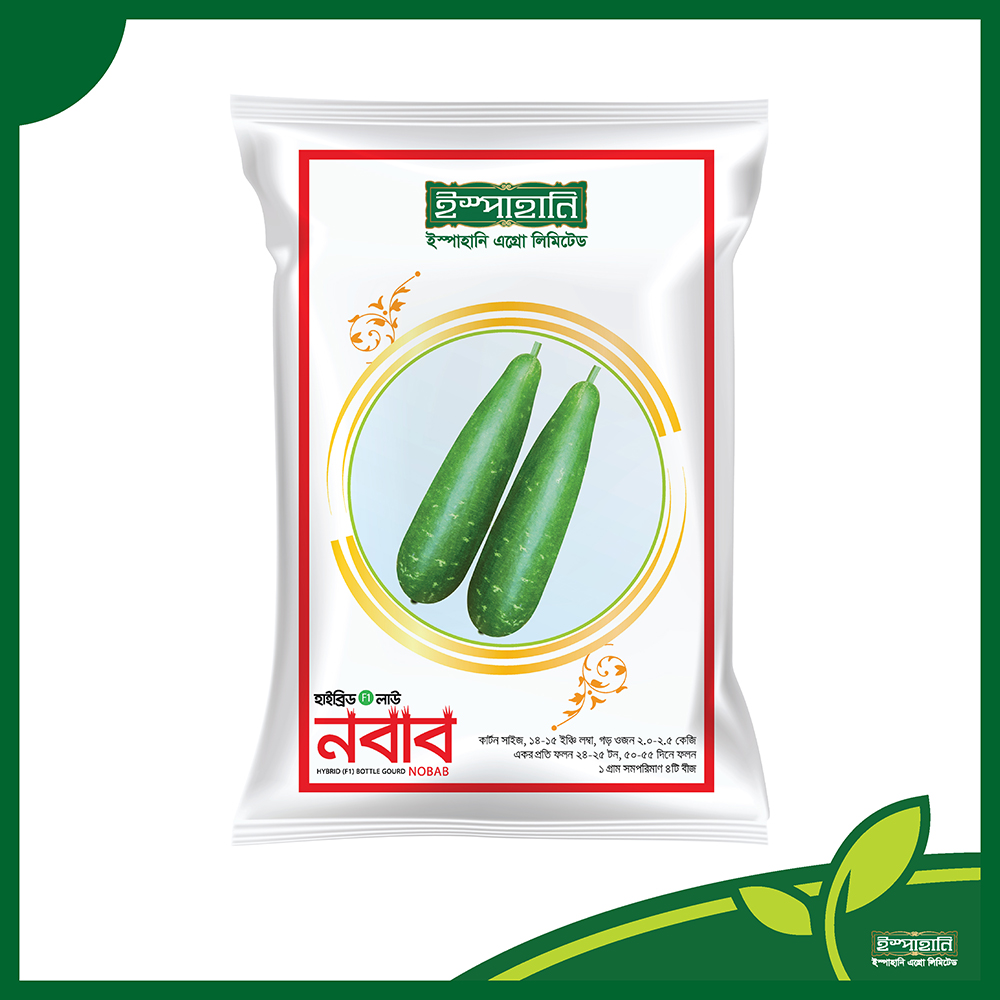 ইস্পাহানি
ইস্পাহানি এগ্রো লিমিটেড
হাইব্রিড F1 লাউ
নবাব
HYBRID (F1) BOTTLE GOURD NOBAB
কার্টন সাইজ, ১৪-১৫ ইঞ্চি লম্বা, গড় ওজন ২.০-২.৫ কেজি
একর প্রতি ফলন ২৪-২৫ টন, ৫০-৫৫ দিনে ফলন
১ গ্রাম সমপরিমাণ ৪টি বীজ
ইস্পাহানি
ইস্পাহানি এগ্রো লিমিটেড